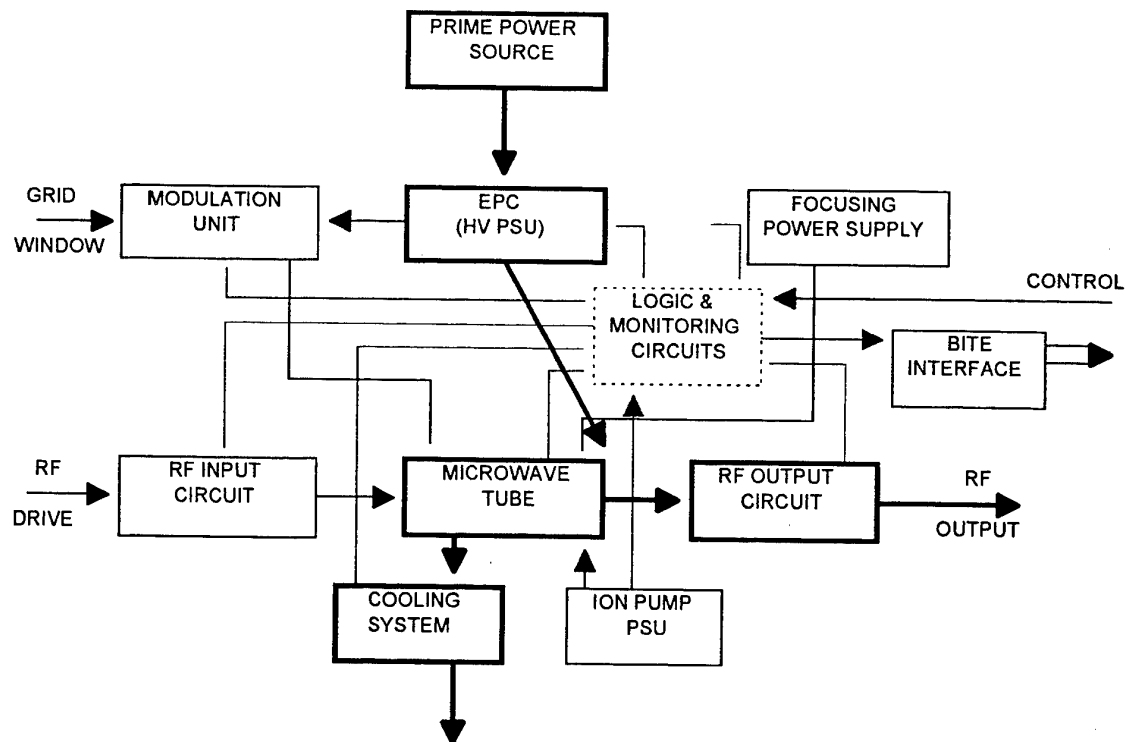 PRIME POWER
SOURCE
GRID
WINDOW
MODULATION
UNIT
EPC
(HV PSU)
FOCUSING
POWER SUPPLY
LOGIC &
MONITORING
CIRCUITS
CONTROL
BITE
INTERFACE
RF
DRIVE
RF INPUT
CIRCUIT
MICROWAVE
TUBE
RF OUTPUT
CIRCUIT
RF
OUTPUT
COOLING
SYSTEM
ION PUMP
PSU